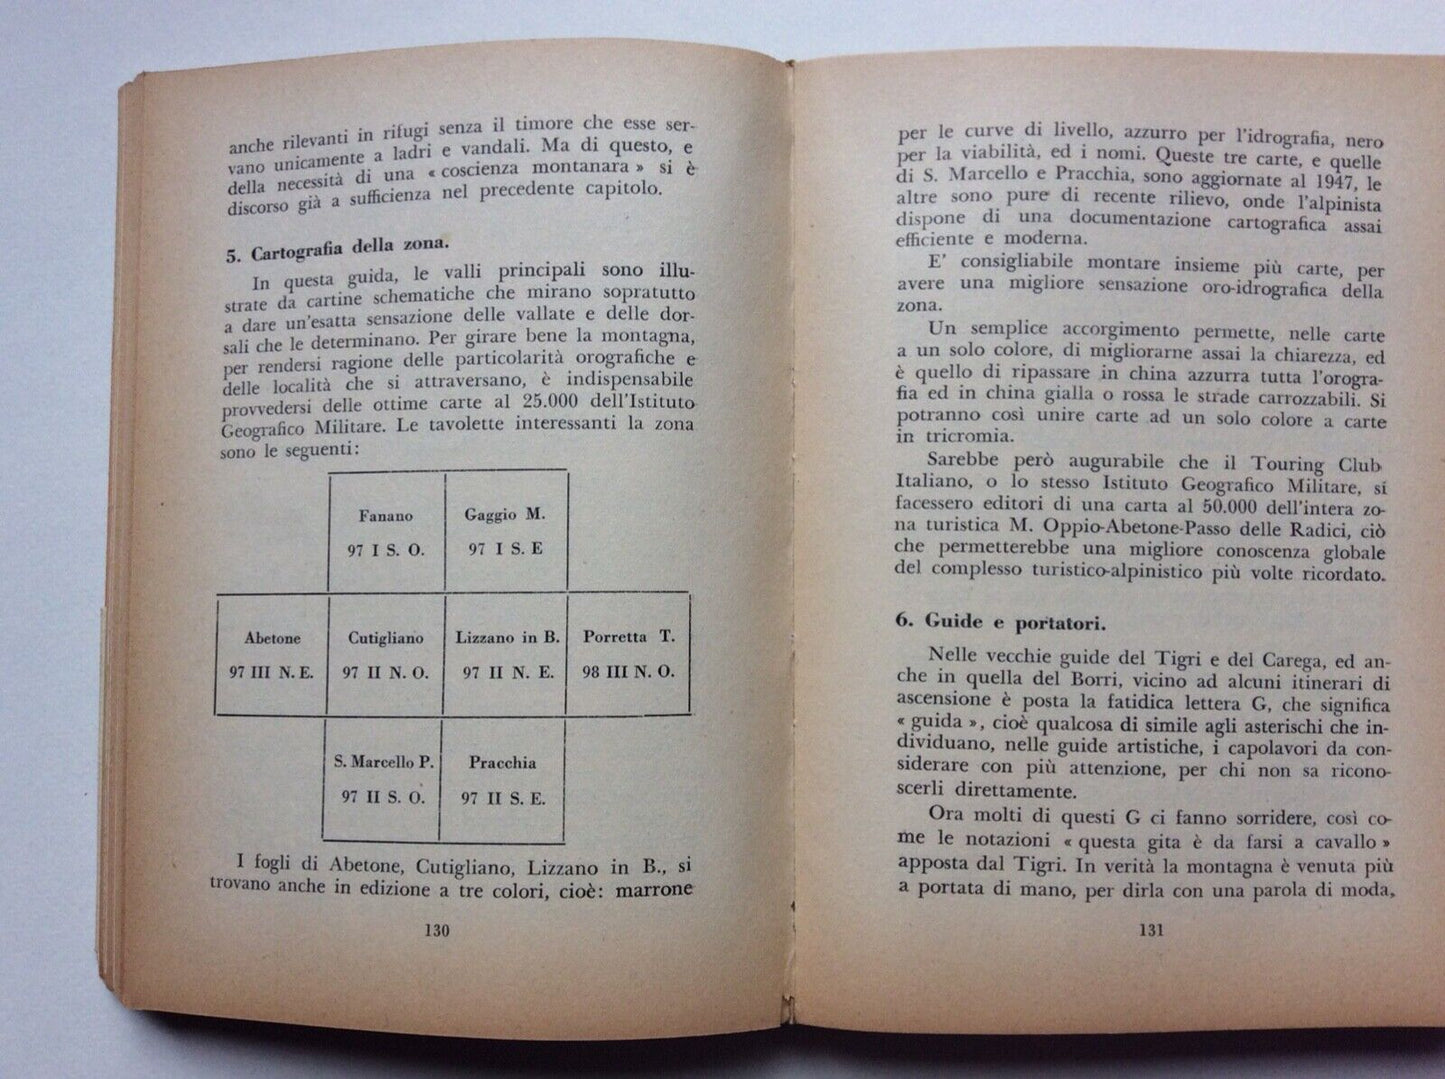 anche rilevanti in rifugi senza il timore che esse ser-
vano unicamente a ladri e vandali. Ma di questo, e
della necessità di una « coscienza montanara » si è
discorso già a sufficienza nel precedente capitolo.
5. Cartografia della zona.
In questa guida, le valli principali sono illu-
strate da cartine schematiche che mirano sopratutto
a dare un'esatta sensazione delle vallate e delle dor-
sali che le determinano. Per girare bene la montagna,
per rendersi ragione delle particolarità orografiche e
delle località che si attraversano, è indispensabile
provvedersi delle ottime carte al 25.000 dell'Istituto
Geografico Militare. Le tavolette interessanti la zona
sono le seguenti:
Fanano Gaggio M.
97 I S. O. 97 I S. E
Abetone Cutigliano Lizzano in B. Porretta T.
97 III N. E. 97 II N. O. 97 II N. E. 98 III N. O.
S. Marcello P. Pracchia
97 II S. O. 97 II S. E.
I fogli di Abetone, Cutigliano, Lizzano in B., si
trovano anche in edizione a tre colori, cioè: marrone
130
per le curve di livello, azzurro per l'idrografia, nero
per la viabilità, ed i nomi. Queste tre carte, e quelle
di S. Marcello e Pracchia, sono aggiornate al 1947, le
altre sono pure di recente rilievo, onde l'alpinista
dispone di una documentazione cartografica assai
efficiente e moderna.
E' consigliabile montare insieme più carte, per
avere una migliore sensazione oro-idrografica della
zona.
Un semplice accorgimento permette, nelle carte
a un solo colore, di migliorarne assai la chiarezza, ed
è quello di ripassare in china azzurra tutta l'orogra-
fia ed in china gialla o rossa le strade carrozzabili. Si
potranno così unire carte ad un solo colore a carte
in tricromia.
Sarebbe però augurabile che il Touring Club
Italiano, o lo stesso Istituto Geografico Militare, si
facessero editori di una carta al 50.000 dell'intera zo-
na turistica M. Oppio-Abetone-Passo delle Radici, ciò
che permetterebbe una migliore conoscenza globale
del complesso turistico-alpinistico più volte ricordato.
6. Guide e portatori.
Nelle vecchie guide del Tigri e del Carega, ed an-
che in quella del Borri, vicino ad alcuni itinerari di
ascensione è posta la fatidica lettera G, che significa
« guida », cioè qualcosa di simile agli asterischi che in-
dividuano, nelle guide artistiche, i capolavori da con-
siderare con più attenzione, per chi non sa ricono-
scerli direttamente.
Ora molti di questi G ci fanno sorridere, così co-
me le notazioni « questa gita è da farsi a cavallo »
apposta dal Tigri. In verità la montagna è venuta più
a portata di mano, per dirla con una parola di moda,
131